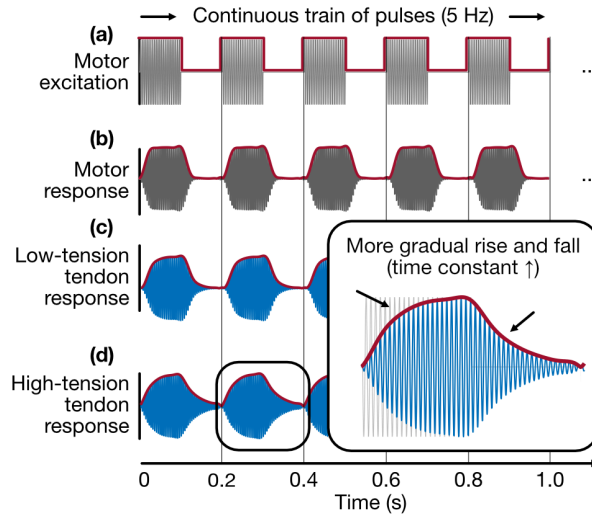 Continuous train of pulses (5 Hz)
(a)
Motor
excitation
...
(b)
Motor
response
...
(c)
Low-tension
tendon
response
More gradual rise and fall
(time constant ↑)
(d)
High-tension
tendon
response
0 0.2 0.4 0.6 0.8 1.0
Time (s)